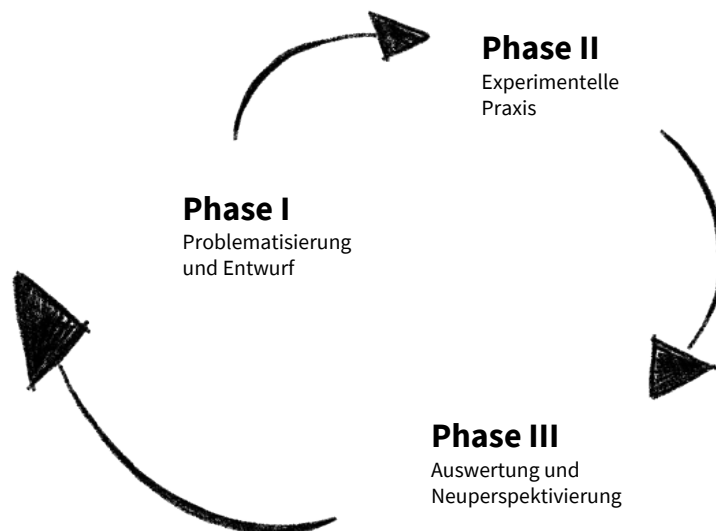 Phase I
Problematisierung
und Entwurf
Phase II
Experimentelle
Praxis
Phase III
Auswertung und
Neuperspektivierung